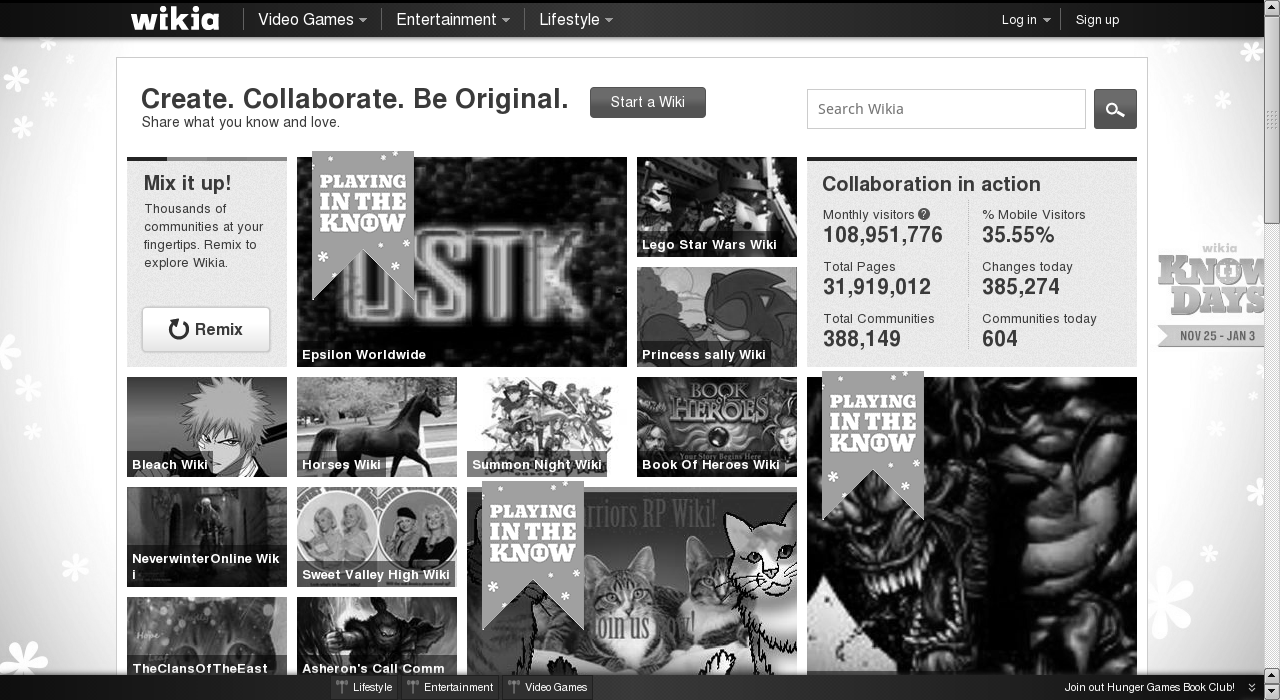 wikia Video Games Entertainment Lifestyle Log in Sign up
Create. Collaborate. Be Original.
Start a Wiki
Search Wikia
Share what you know and love.
Mix it up!
Thousands of
communities at your
fingertips. Remix to
explore Wikia.
Remix
PLAYING
IN THE
KNOW
Epsilon Worldwide
Lego Star Wars Wiki
Princess sally Wiki
Collaboration in action
Monthly visitors ?
108,951,776
% Mobile Visitors
35.55%
Total Pages
31,919,012
Changes today
385,274
Total Communities
388,149
Communities today
604
wikia
KNOW
DAYS
NOV 25 - JAN 3
Bleach Wiki
Horses Wiki
Summon Night Wiki
BOOK
OF
HEROES
Your Story Begins Here
Book Of Heroes Wiki
PLAYING
IN THE
KNOW
NeverwinterOnline Wik
i
Sweet Valley High Wiki
PLAYING
IN THE
KNOW
rriors RP Wiki!
oin us now!
Hope
TheClansOfTheEast
Asheron's Call Comm
Lifestyle Entertainment Video Games Join out Hunger Games Book Club!